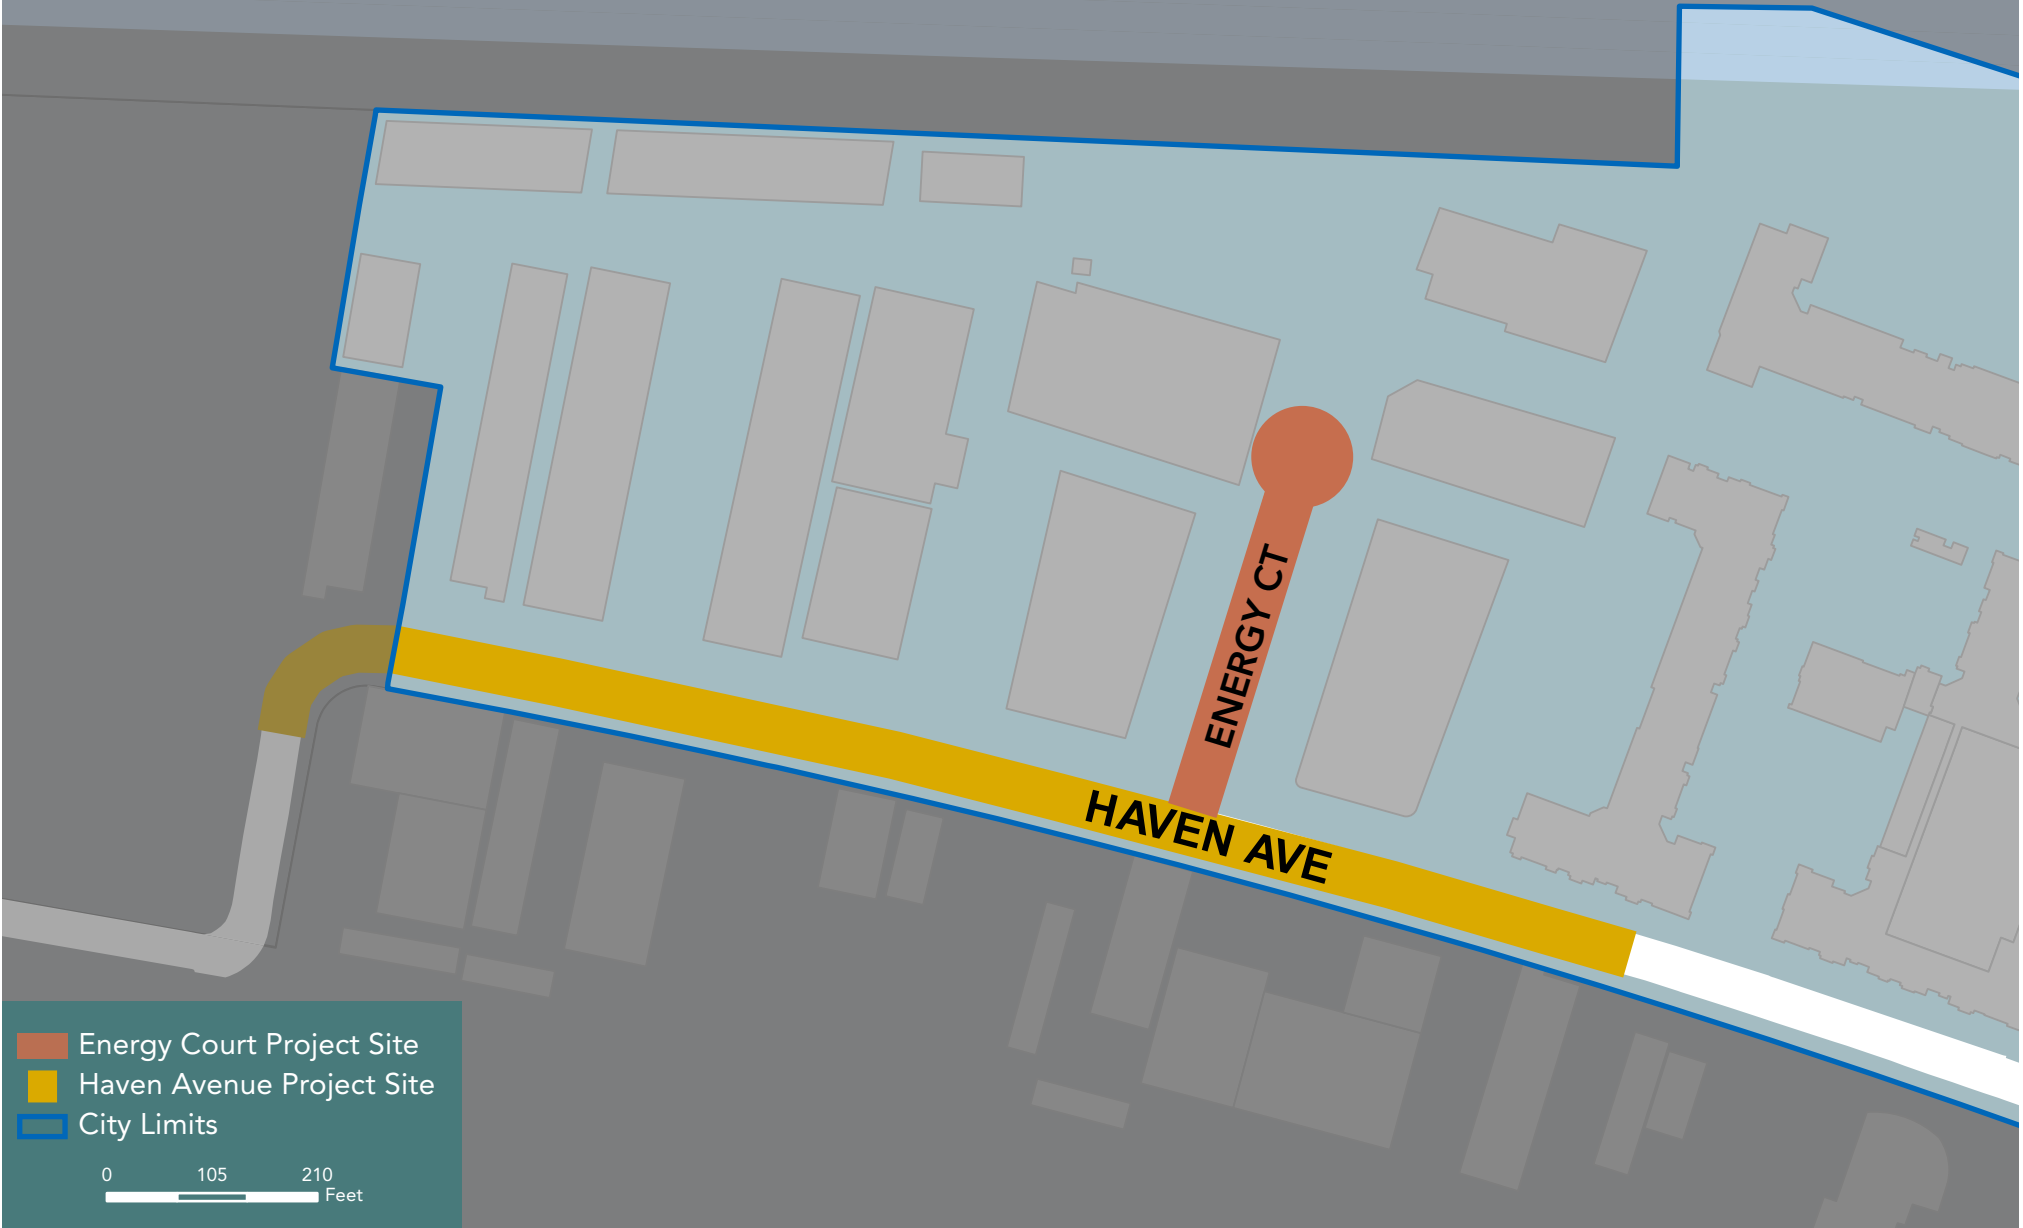 ENERGY CT
HAVEN AVE
Energy Court Project Site
Haven Avenue Project Site
City Limits
0 105 210
Feet